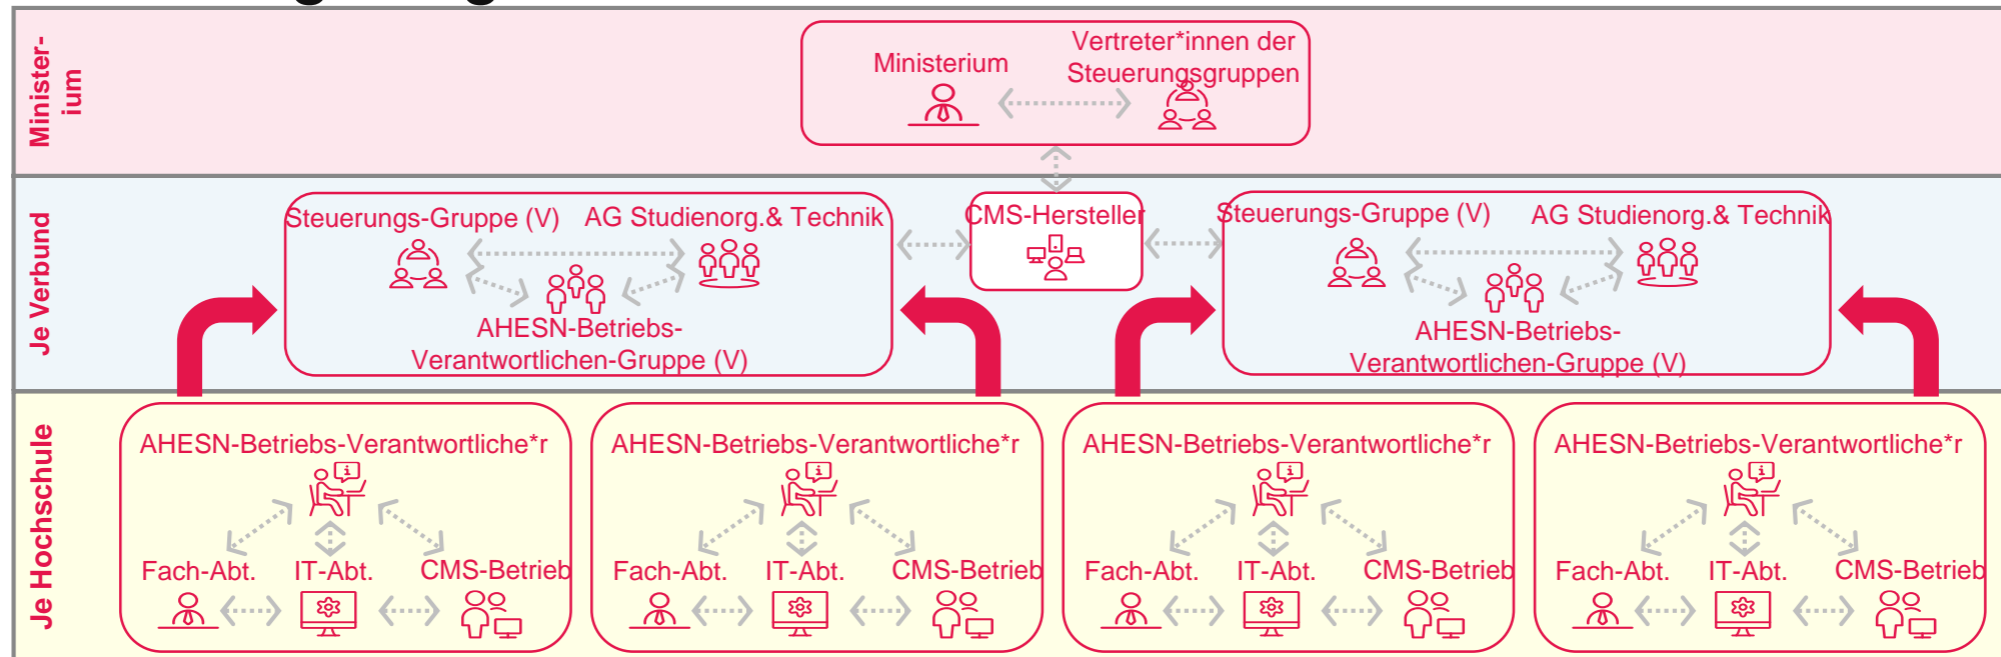 Minister-
ium
Ministerium
Vertreter*innen der
Steuerungsgruppen
Je Verbund
Steuerungs-Gruppe (V)
AG Studienorg.& Technik
AHESN-Betriebs-
Verantwortlichen-Gruppe (V)
CMS-Hersteller
Steuerungs-Gruppe (V)
AG Studienorg.& Technik
AHESN-Betriebs-
Verantwortlichen-Gruppe (V)
Je Hochschule
AHESN-Betriebs-Verantwortliche*r
Fach-Abt.
IT-Abt.
CMS-Betrieb
AHESN-Betriebs-Verantwortliche*r
Fach-Abt.
IT-Abt.
CMS-Betrieb
AHESN-Betriebs-Verantwortliche*r
Fach-Abt.
IT-Abt.
CMS-Betrieb
AHESN-Betriebs-Verantwortliche*r
Fach-Abt.
IT-Abt.
CMS-Betrieb